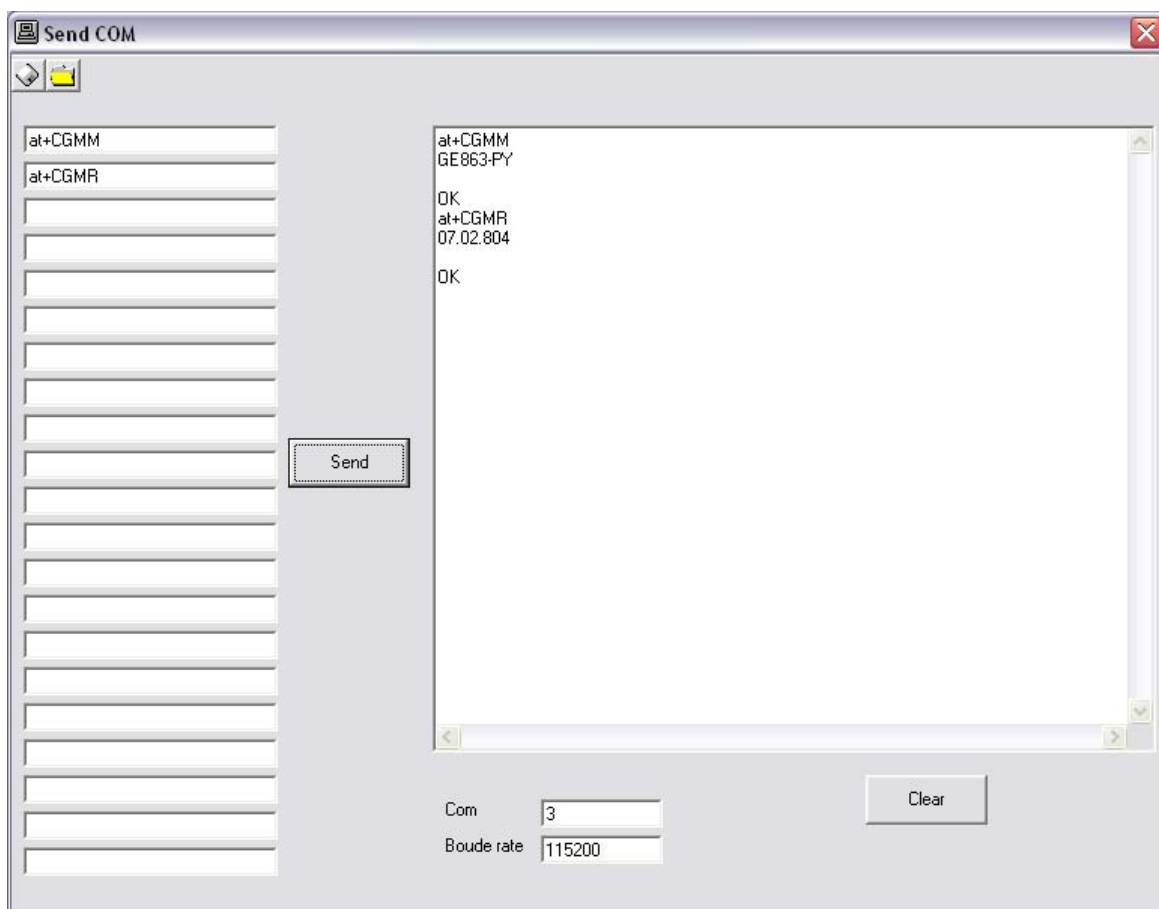 Send COM
at+CGMM
at+CGMR
Send
at+CGMM
GE863-PY
OK
at+CGMR
07.02.804
OK
Com 3
Boude rate 115200
Clear